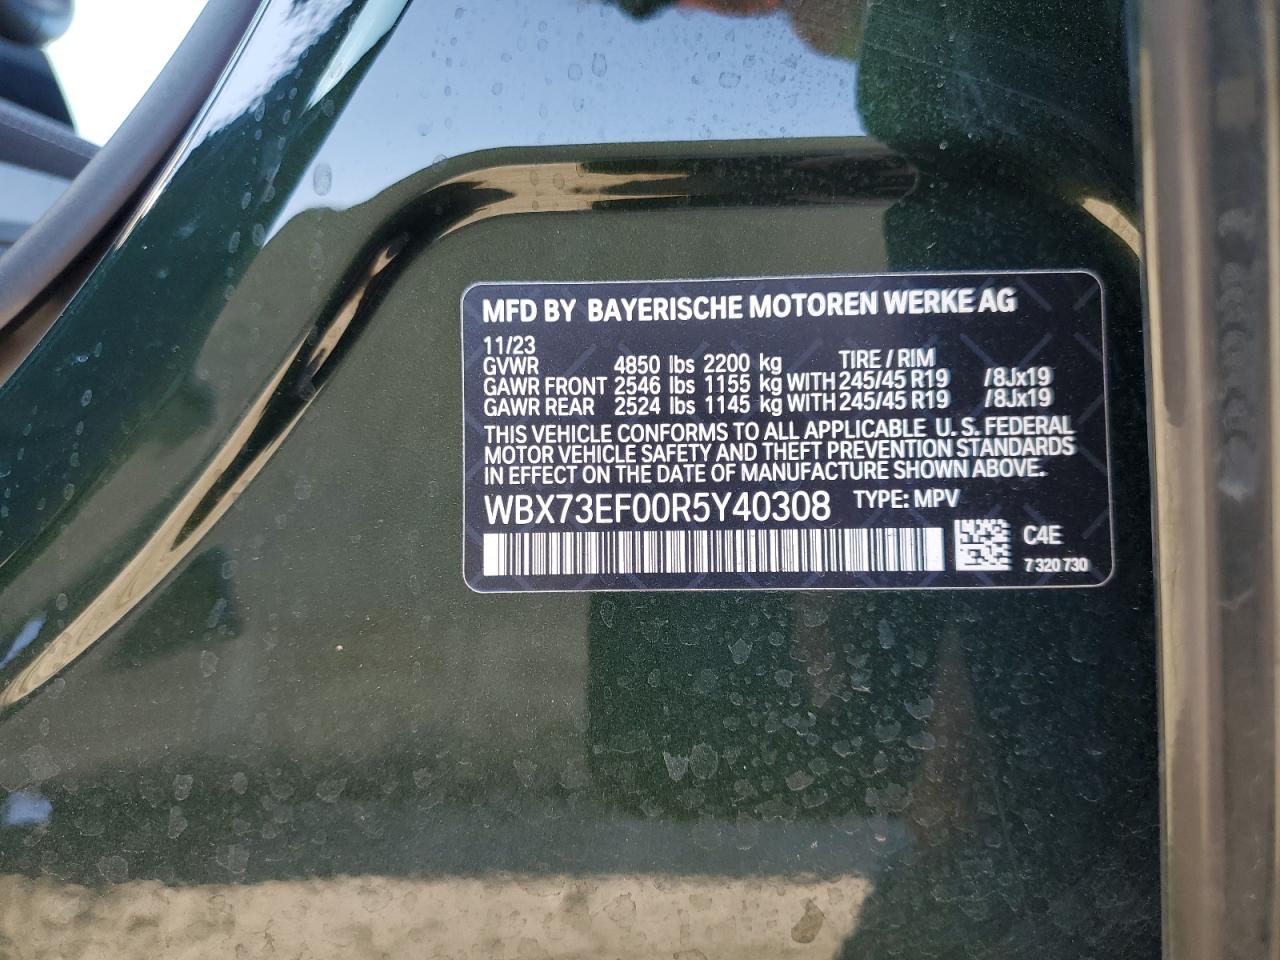 MFD BY BAYERISCHE MOTOREN WERKE AG
11/23
GVWR 4850 lbs 2200 kg TIRE / RIM
GAWR FRONT 2546 lbs 1155 kg WITH 245/45 R19 /8Jx19
GAWR REAR 2524 lbs 1145 kg WITH 245/45 R19 /8Jx19
THIS VEHICLE CONFORMS TO ALL APPLICABLE U.S. FEDERAL
MOTOR VEHICLE SAFETY AND THEFT PREVENTION STANDARDS
IN EFFECT ON THE DATE OF MANUFACTURE SHOWN ABOVE.
WBX73EF00R5Y40308 TYPE: MPV
C4E
7 320 730